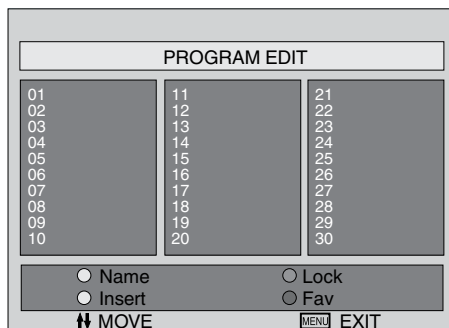 PROGRAM EDIT
01 11 21
02 12 22
03 13 23
04 14 24
05 15 25
06 16 26
07 17 27
08 18 28
09 19 29
10 20 30
Name Lock
Insert Fav
MOVE MENU EXIT